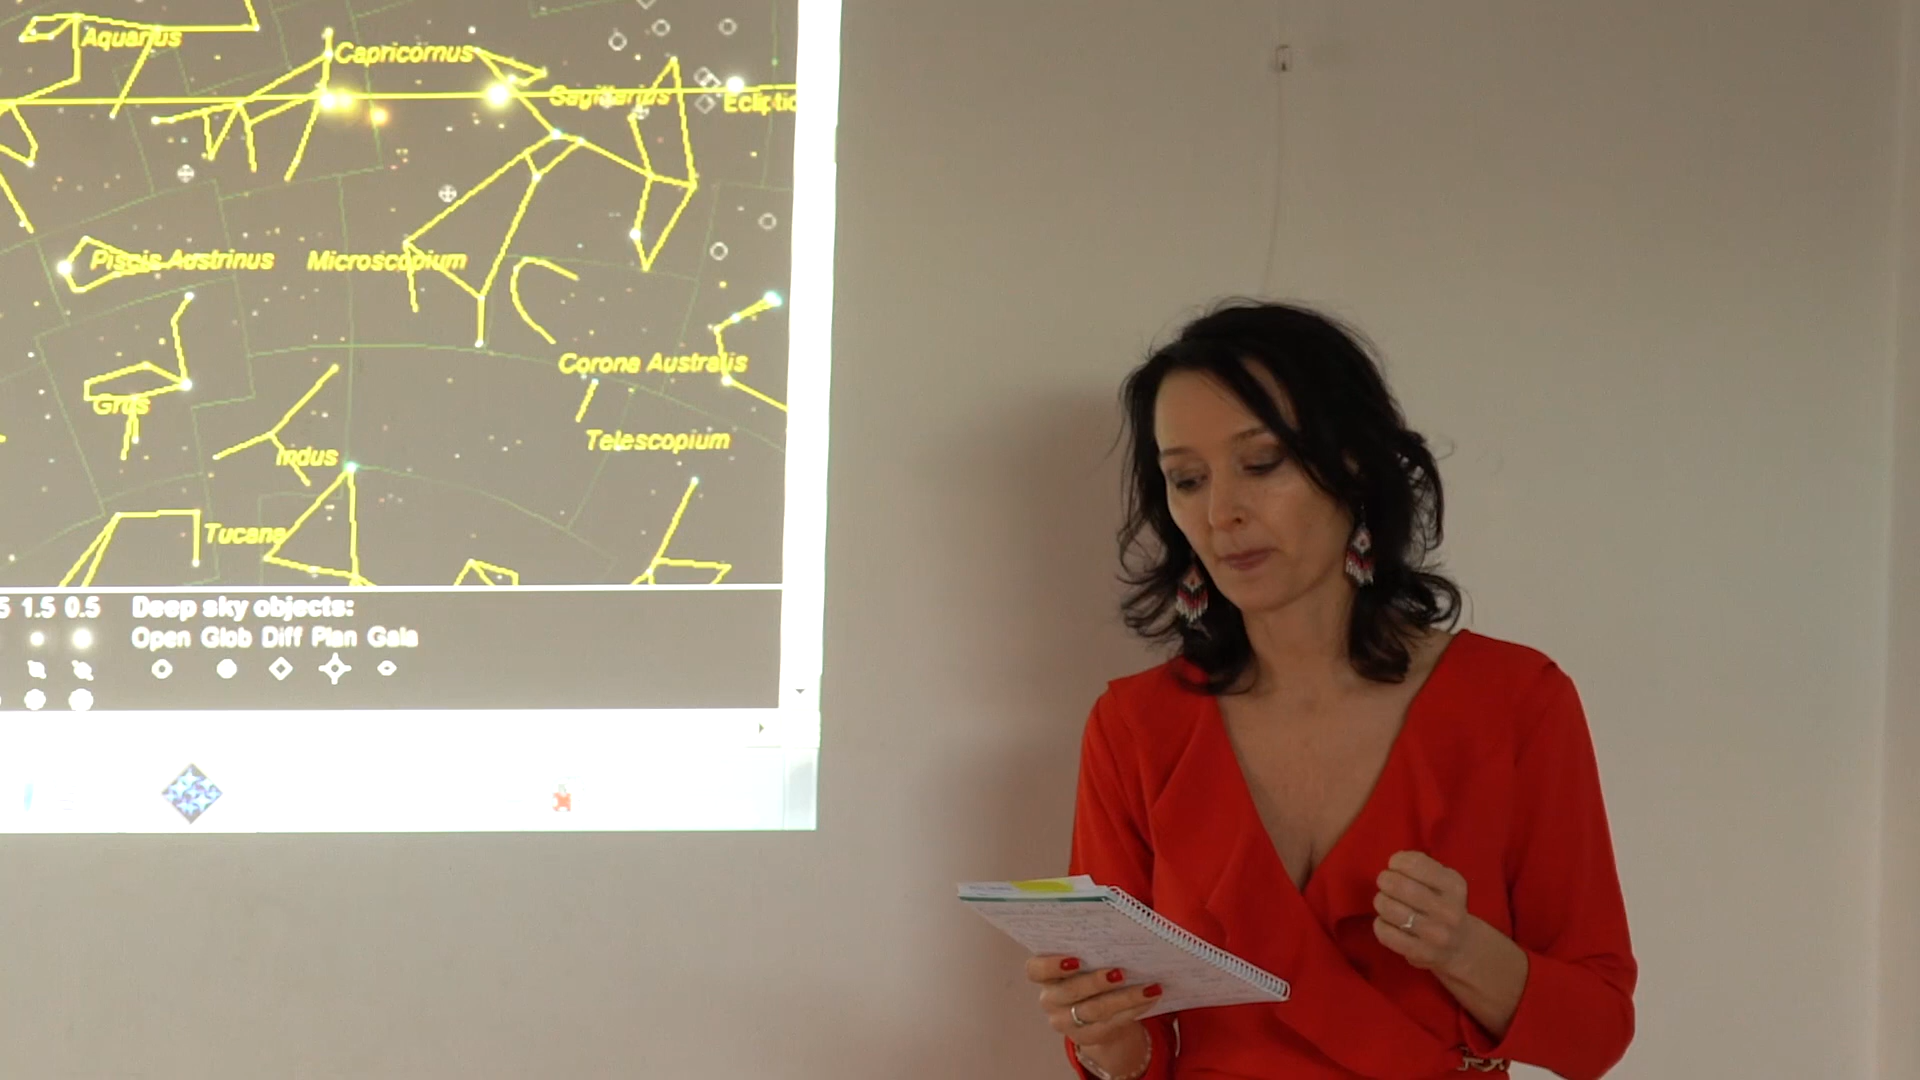 Aquarius
Capricornus
Sagittarius
Ecliptic
Piscis Austrinus
Microscopium
Corona Australis
Grus
Telescopium
Indus
Tucana
1.5 0.5
Deep sky objects:
Open Glob Diff Plan Gala